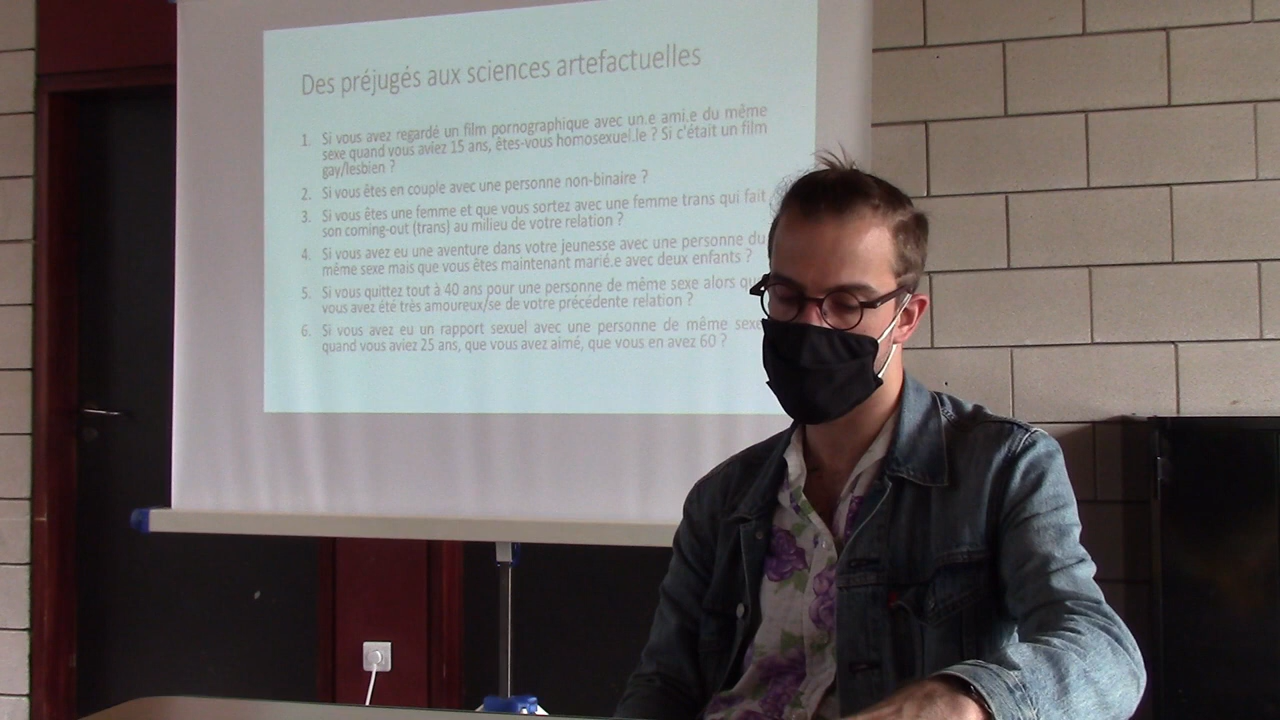 Des préjugés aux sciences artefactuelles
1. Si vous avez regardé un film pornographique avec un.e ami.e du même
sexe quand vous aviez 15 ans, êtes-vous homosexuel.le ? Si c'était un film
gay/lesbien ?
2. Si vous êtes en couple avec une personne non-binaire ?
3. Si vous êtes une femme et que vous sortez avec une femme trans qui fait
son coming-out (trans) au milieu de votre relation ?
4. Si vous avez eu une aventure dans votre jeunesse avec une personne du
même sexe mais que vous êtes maintenant marié.e avec deux enfants ?
5. Si vous quittez tout à 40 ans pour une personne de même sexe alors que
vous avez été très amoureux/se de votre précédente relation ?
6. Si vous avez eu un rapport sexuel avec une personne de même sexe
quand vous aviez 25 ans, que vous avez aimé, que vous en avez 60 ?